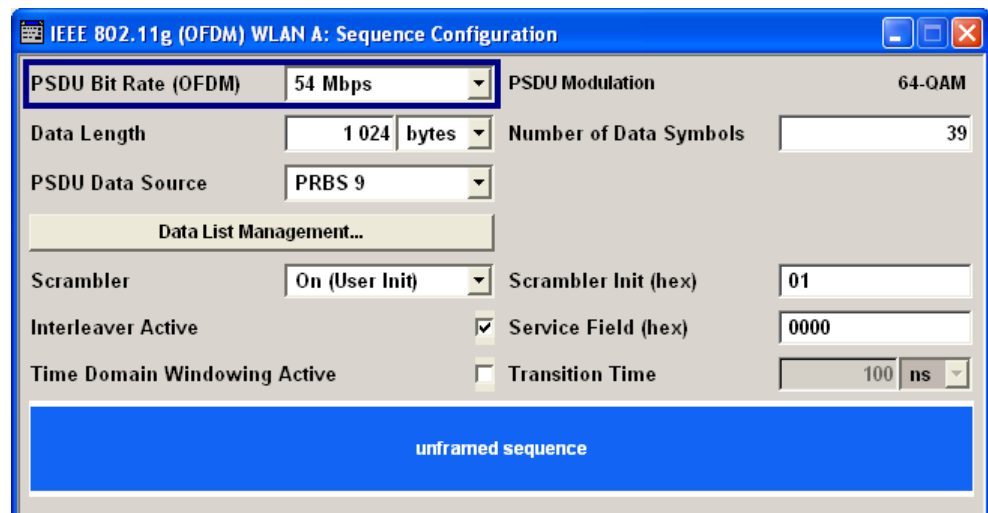 IEEE 802.11g (OFDM) WLAN A: Sequence Configuration
PSDU Bit Rate (OFDM) 54 Mbps PSDU Modulation 64-QAM
Data Length 1 024 bytes Number of Data Symbols 39
PSDU Data Source PRBS 9
Data List Management...
Scrambler On (User Init) Scrambler Init (hex) 01
Interleaver Active Service Field (hex) 0000
Time Domain Windowing Active Transition Time 100 ns
unframed sequence